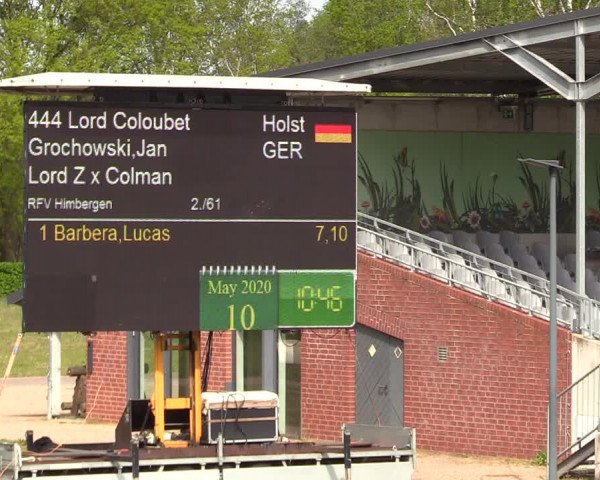 444 Lord Coloubet Holst
Grochowski,Jan GER
Lord Z x Colman
RFV Himbergen 2./61
1 Barbera,Lucas 7,10
May 2020
10
10:46